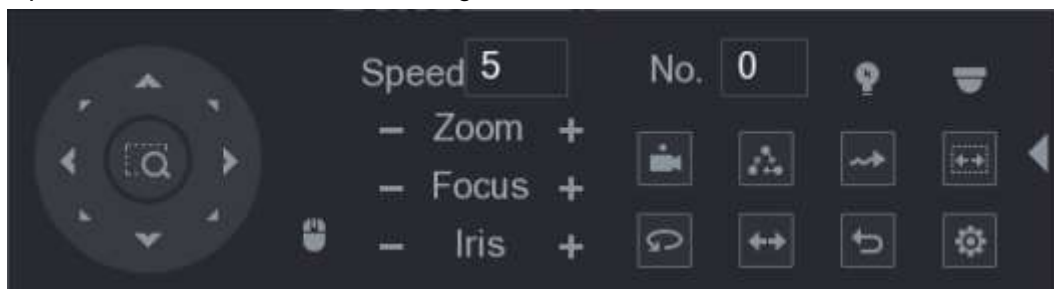 Speed 5 No. 0
– Zoom +
– Focus +
– Iris +